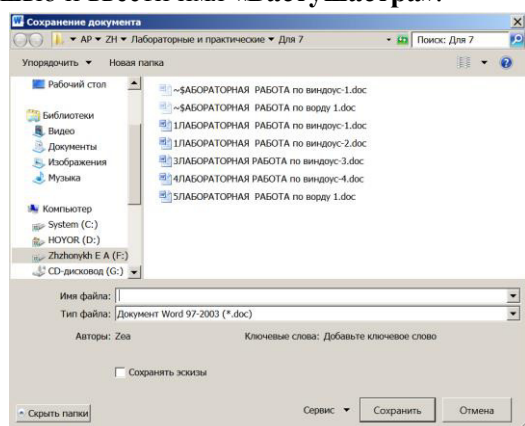 Сохранение документа
▾ AP ▾ ZH ▾ Лабораторные и практические ▾ Для 7
Поиск: Для 7
Упорядочить ▾ Новая папка
Рабочий стол
Библиотеки
Видео
Документы
Изображения
Музыка
Компьютер
System (C:)
HOYOR (D:)
Zhzhonykh E A (F:)
CD-дисковод (G:)
~$АБОРАТОРНАЯ РАБОТА по виндоус-1.doc
~$АБОРАТОРНАЯ РАБОТА по ворду 1.doc
1ЛАБОРАТОРНАЯ РАБОТА по виндоус-1.doc
1ЛАБОРАТОРНАЯ РАБОТА по виндоус-2.doc
3ЛАБОРАТОРНАЯ РАБОТА по виндоус-3.doc
4ЛАБОРАТОРНАЯ РАБОТА по виндоус-4.doc
5ЛАБОРАТОРНАЯ РАБОТА по ворду 1.doc
Имя файла:
Тип файла: Документ Word 97-2003 (*.doc)
Авторы: Zea Ключевые слова: Добавьте ключевое слово
Сохранять эскизы
Скрыть папки Сервис ▾ Сохранить Отмена